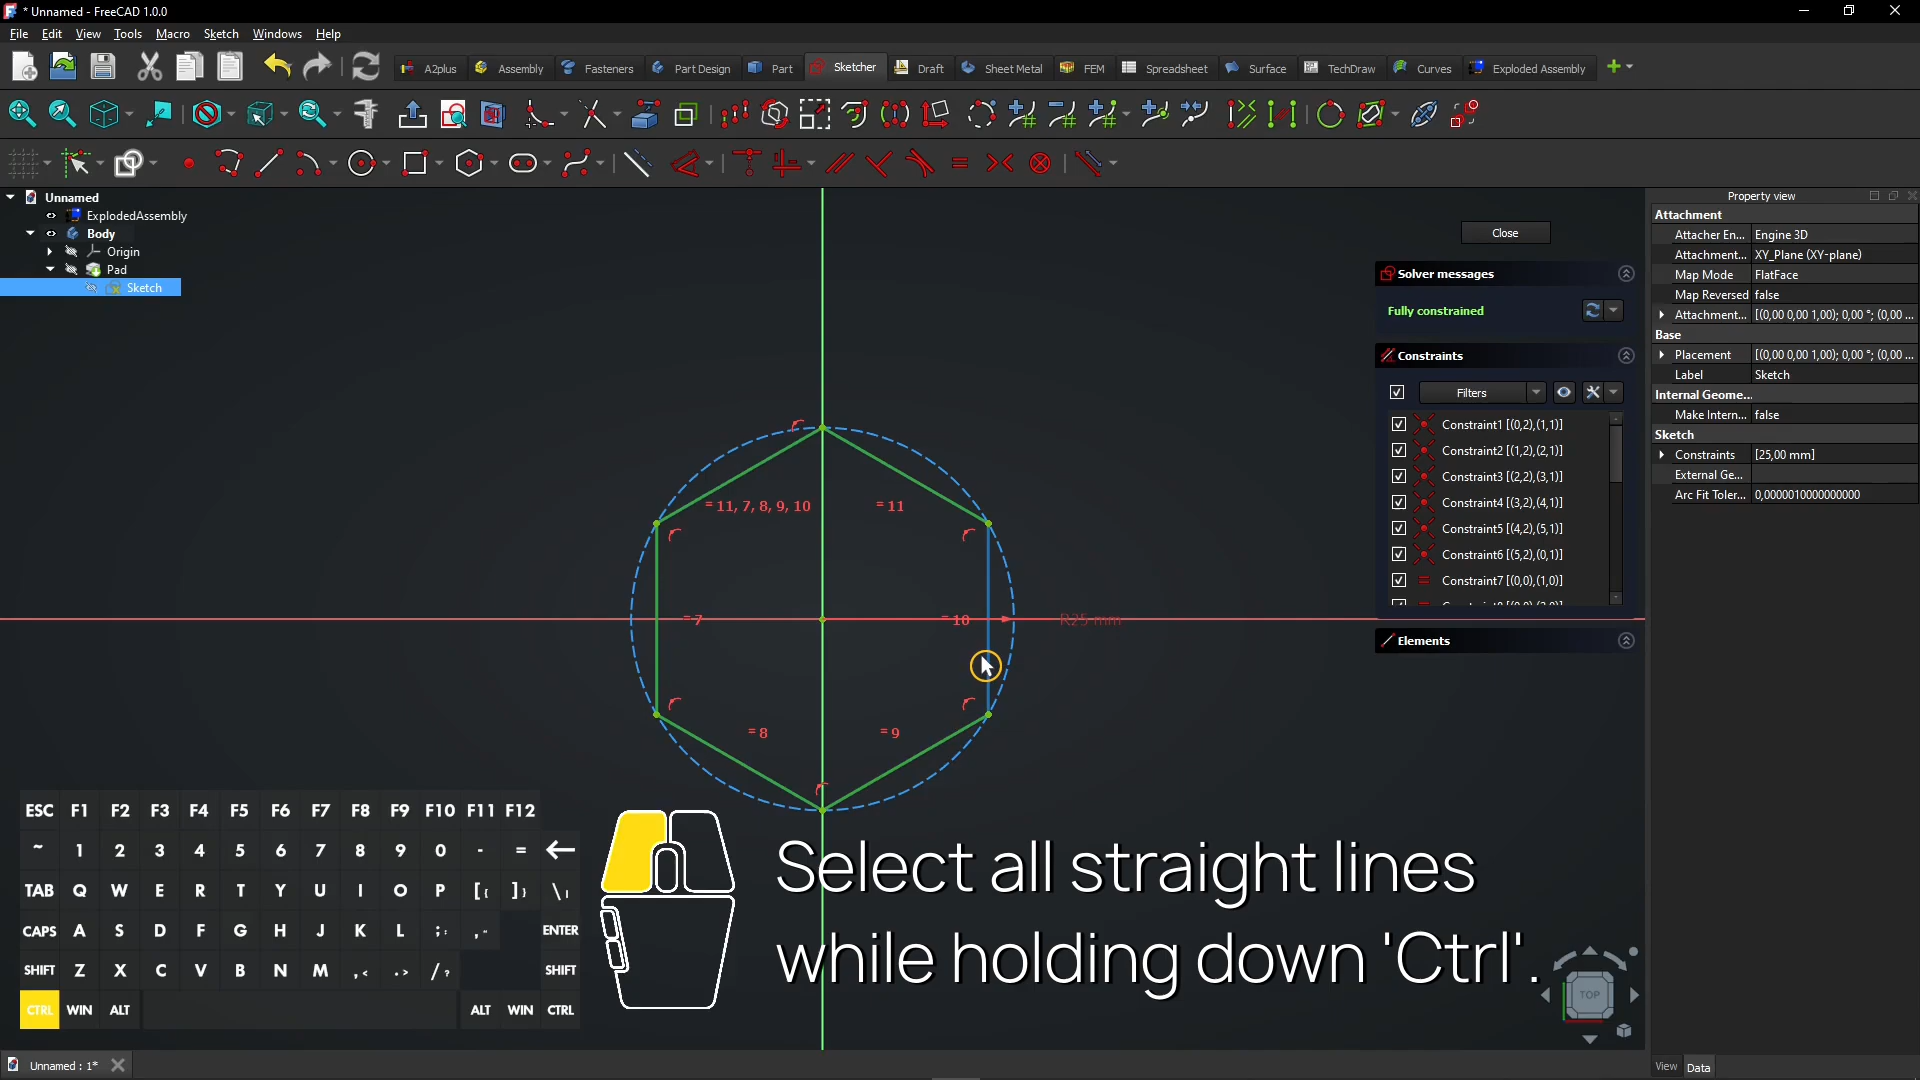 * Unnamed - FreeCAD 1.0.0
File Edit View Tools Macro Sketch Windows Help
A2plus Assembly Fasteners Part Design Part Sketcher Draft Sheet Metal FEM Spreadsheet Surface TechDraw Curves Exploded Assembly
Unnamed
ExplodedAssembly
Body
Origin
Pad
Sketch
= 11, 7, 8, 9, 10
= 11
= 7
= 10
R25 mm
= 8
= 9
Close
Solver messages
Fully constrained
Constraints
Filters
Constraint1 [(0,2),(1,1)]
Constraint2 [(1,2),(2,1)]
Constraint3 [(2,2),(3,1)]
Constraint4 [(3,2),(4,1)]
Constraint5 [(4,2),(5,1)]
Constraint6 [(5,2),(0,1)]
Constraint7 [(0,0),(1,0)]
Elements
Property view
Attachment
Attacher En... Engine 3D
Attachment... XY_Plane (XY-plane)
Map Mode FlatFace
Map Reversed false
Attachment... [(0,00 0,00 1,00); 0,00 °; (0,00 ...
Base
Placement [(0,00 0,00 1,00); 0,00 °; (0,00 ...
Label Sketch
Internal Geome...
Make Intern... false
Sketch
Constraints [25,00 mm]
External Ge...
Arc Fit Toler... 0,0000010000000000
ESC F1 F2 F3 F4 F5 F6 F7 F8 F9 F10 F11 F12
~ 1 2 3 4 5 6 7 8 9 0 - =
TAB Q W E R T Y U I O P [ { ] } \ |
CAPS A S D F G H J K L ; : , " ENTER
SHIFT Z X C V B N M , < . > / ? SHIFT
CTRL WIN ALT ALT WIN CTRL
Select all straight lines
while holding down 'Ctrl'.
TOP
Unnamed : 1*
View Data